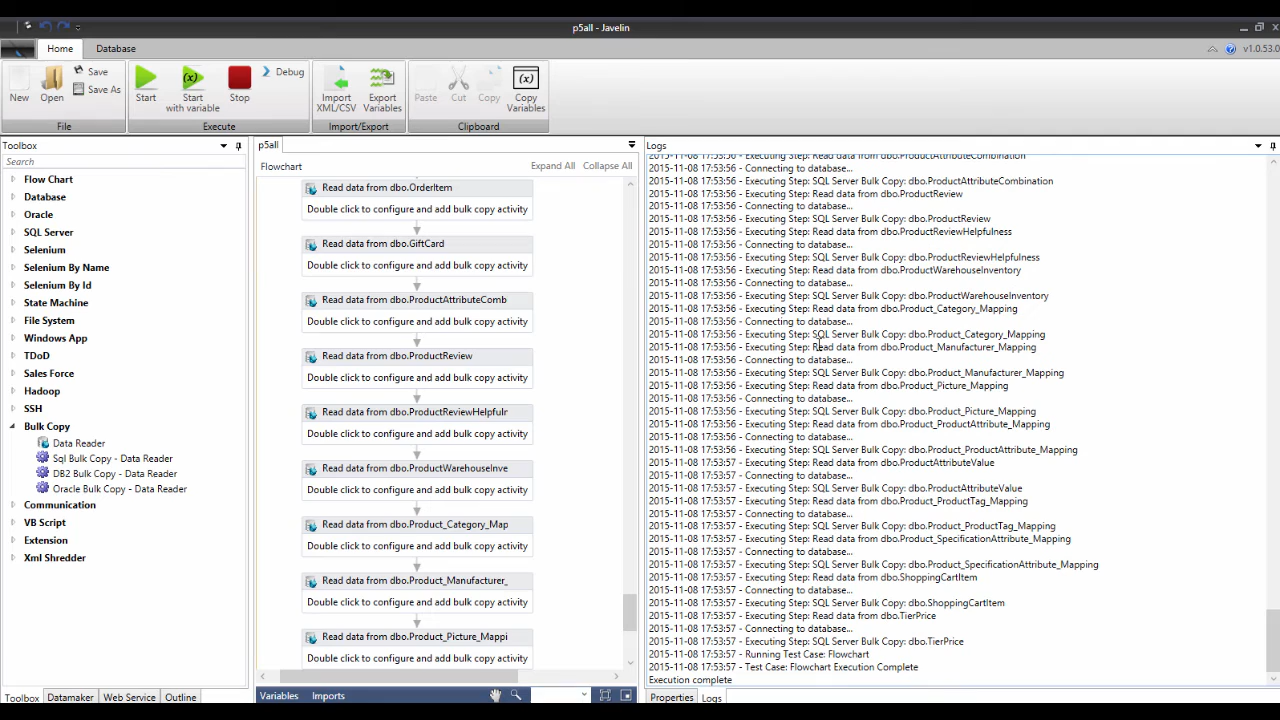 p5all - Javelin
Home
Database
v1.0.53.0
New
Open
Save
Save As
File
Start
Start
with variable
Stop
Debug
Execute
Import
XML/CSV
Export
Variables
Import/Export
Paste
Cut
Copy
Copy
Variables
Clipboard
Toolbox
Search
Flow Chart
Database
Oracle
SQL Server
Selenium
Selenium By Name
Selenium By Id
State Machine
File System
Windows App
TDoD
Sales Force
Hadoop
SSH
Bulk Copy
Data Reader
Sql Bulk Copy - Data Reader
DB2 Bulk Copy - Data Reader
Oracle Bulk Copy - Data Reader
Communication
VB Script
Extension
Xml Shredder
Toolbox
Datamaker
Web Service
Outline
p5all
Flowchart
Expand All
Collapse All
Read data from dbo.OrderItem
Double click to configure and add bulk copy activity
Read data from dbo.GiftCard
Double click to configure and add bulk copy activity
Read data from dbo.ProductAttributeComb
Double click to configure and add bulk copy activity
Read data from dbo.ProductReview
Double click to configure and add bulk copy activity
Read data from dbo.ProductReviewHelpfulr
Double click to configure and add bulk copy activity
Read data from dbo.ProductWarehouseInve
Double click to configure and add bulk copy activity
Read data from dbo.Product_Category_Map
Double click to configure and add bulk copy activity
Read data from dbo.Product_Manufacturer_
Double click to configure and add bulk copy activity
Read data from dbo.Product_Picture_Mappi
Double click to configure and add bulk copy activity
Variables
Imports
Logs
2015-11-08 17:53:56 - Executing Step: Read data from dbo.ProductAttributeCombination
2015-11-08 17:53:56 - Connecting to database...
2015-11-08 17:53:56 - Executing Step: SQL Server Bulk Copy: dbo.ProductAttributeCombination
2015-11-08 17:53:56 - Executing Step: Read data from dbo.ProductReview
2015-11-08 17:53:56 - Connecting to database...
2015-11-08 17:53:56 - Executing Step: SQL Server Bulk Copy: dbo.ProductReview
2015-11-08 17:53:56 - Executing Step: Read data from dbo.ProductReviewHelpfulness
2015-11-08 17:53:56 - Connecting to database...
2015-11-08 17:53:56 - Executing Step: SQL Server Bulk Copy: dbo.ProductReviewHelpfulness
2015-11-08 17:53:56 - Executing Step: Read data from dbo.ProductWarehouseInventory
2015-11-08 17:53:56 - Connecting to database...
2015-11-08 17:53:56 - Executing Step: SQL Server Bulk Copy: dbo.ProductWarehouseInventory
2015-11-08 17:53:56 - Executing Step: Read data from dbo.Product_Category_Mapping
2015-11-08 17:53:56 - Connecting to database...
2015-11-08 17:53:56 - Executing Step: SQL Server Bulk Copy: dbo.Product_Category_Mapping
2015-11-08 17:53:56 - Executing Step: Read data from dbo.Product_Manufacturer_Mapping
2015-11-08 17:53:56 - Connecting to database...
2015-11-08 17:53:56 - Executing Step: SQL Server Bulk Copy: dbo.Product_Manufacturer_Mapping
2015-11-08 17:53:56 - Executing Step: Read data from dbo.Product_Picture_Mapping
2015-11-08 17:53:56 - Connecting to database...
2015-11-08 17:53:56 - Executing Step: SQL Server Bulk Copy: dbo.Product_Picture_Mapping
2015-11-08 17:53:56 - Executing Step: Read data from dbo.Product_ProductAttribute_Mapping
2015-11-08 17:53:56 - Connecting to database...
2015-11-08 17:53:56 - Executing Step: SQL Server Bulk Copy: dbo.Product_ProductAttribute_Mapping
2015-11-08 17:53:57 - Executing Step: Read data from dbo.ProductAttributeValue
2015-11-08 17:53:57 - Connecting to database...
2015-11-08 17:53:57 - Executing Step: SQL Server Bulk Copy: dbo.ProductAttributeValue
2015-11-08 17:53:57 - Executing Step: Read data from dbo.Product_ProductTag_Mapping
2015-11-08 17:53:57 - Connecting to database...
2015-11-08 17:53:57 - Executing Step: SQL Server Bulk Copy: dbo.Product_ProductTag_Mapping
2015-11-08 17:53:57 - Executing Step: Read data from dbo.Product_SpecificationAttribute_Mapping
2015-11-08 17:53:57 - Connecting to database...
2015-11-08 17:53:57 - Executing Step: SQL Server Bulk Copy: dbo.Product_SpecificationAttribute_Mapping
2015-11-08 17:53:57 - Executing Step: Read data from dbo.ShoppingCartItem
2015-11-08 17:53:57 - Connecting to database...
2015-11-08 17:53:57 - Executing Step: SQL Server Bulk Copy: dbo.ShoppingCartItem
2015-11-08 17:53:57 - Executing Step: Read data from dbo.TierPrice
2015-11-08 17:53:57 - Connecting to database...
2015-11-08 17:53:57 - Executing Step: SQL Server Bulk Copy: dbo.TierPrice
2015-11-08 17:53:57 - Running Test Case: Flowchart
2015-11-08 17:53:57 - Test Case: Flowchart Execution Complete
Execution complete
Properties
Logs